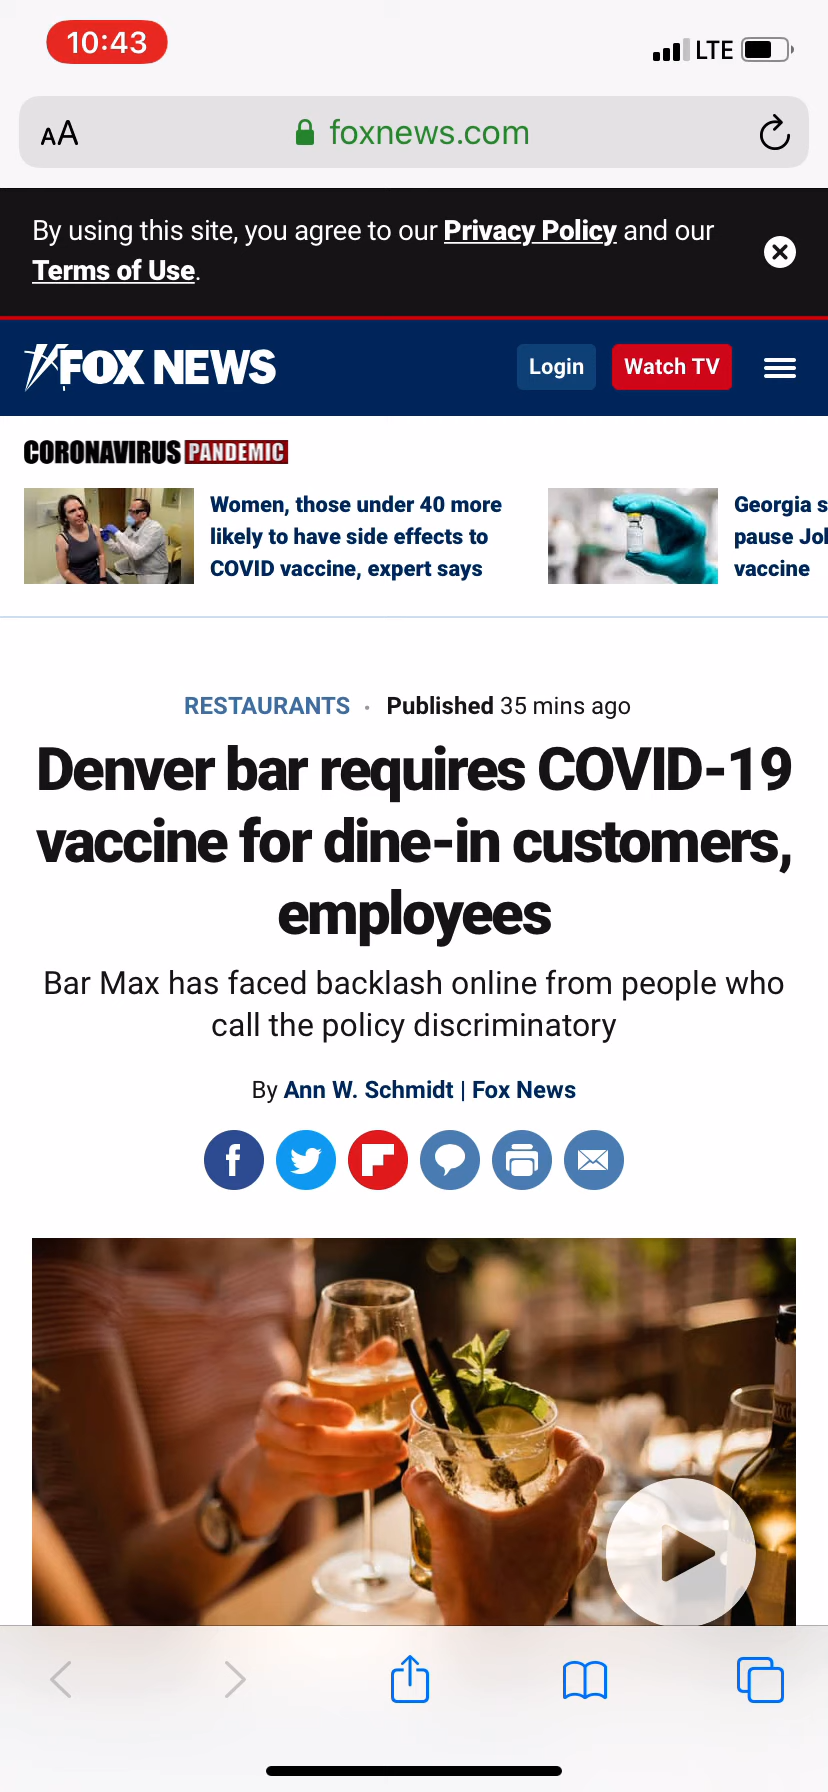 10:43
LTE
AA
foxnews.com
By using this site, you agree to our Privacy Policy and our
Terms of Use.
FOX NEWS
Login
Watch TV
CORONAVIRUS PANDEMIC
Women, those under 40 more
likely to have side effects to
COVID vaccine, expert says
Georgia s
pause Jo
vaccine
RESTAURANTS · Published 35 mins ago
Denver bar requires COVID-19
vaccine for dine-in customers,
employees
Bar Max has faced backlash online from people who
call the policy discriminatory
By Ann W. Schmidt | Fox News